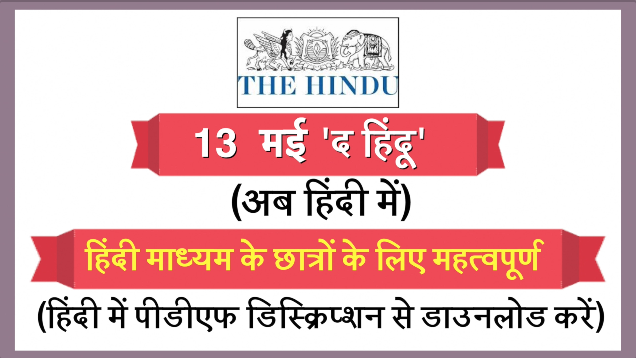 THE HINDU
13 मई 'द हिंदू'
(अब हिंदी में)
हिंदी माध्यम के छात्रों के लिए महत्वपूर्ण
(हिंदी में पीडीएफ डिस्क्रिप्शन से डाउनलोड करें)